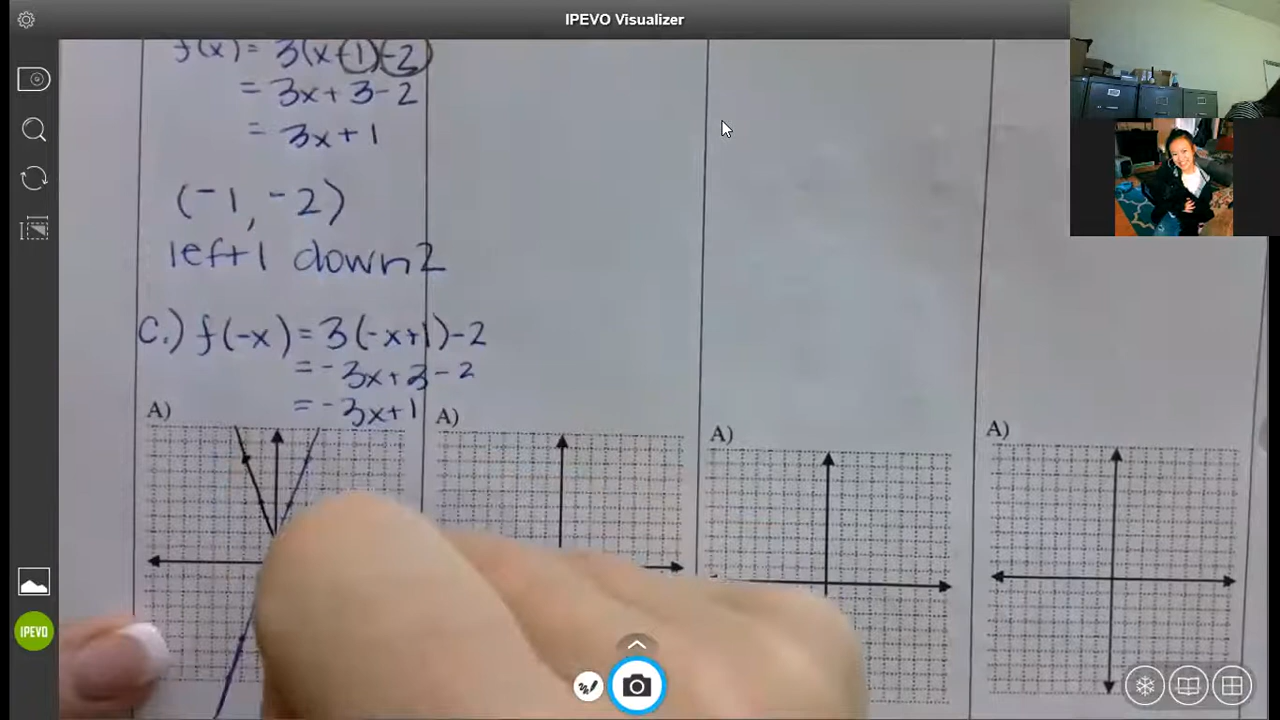 IPEVO Visualizer
f(x) = 3(x+1)-2
= 3x+3-2
= 3x+1
(-1, -2)
left 1 down 2
C.) f(-x) = 3(-x+1)-2
= -3x+3-2
= -3x+1
A)
A)
A)
A)
IPEVO